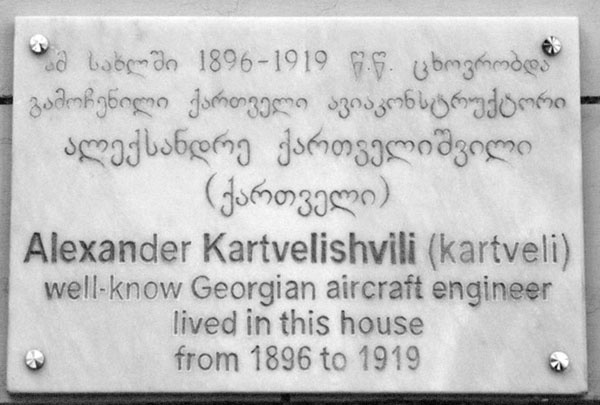 ამ სახლში 1896-1919 წ.წ. ცხოვრობდა
გამოჩენილი ქართველი ავიაკონსტრუქტორი
ალექსანდრე ქართველიშვილი
(ქართველი)
Alexander Kartvelishvili (kartveli)
well-know Georgian aircraft engineer
lived in this house
from 1896 to 1919